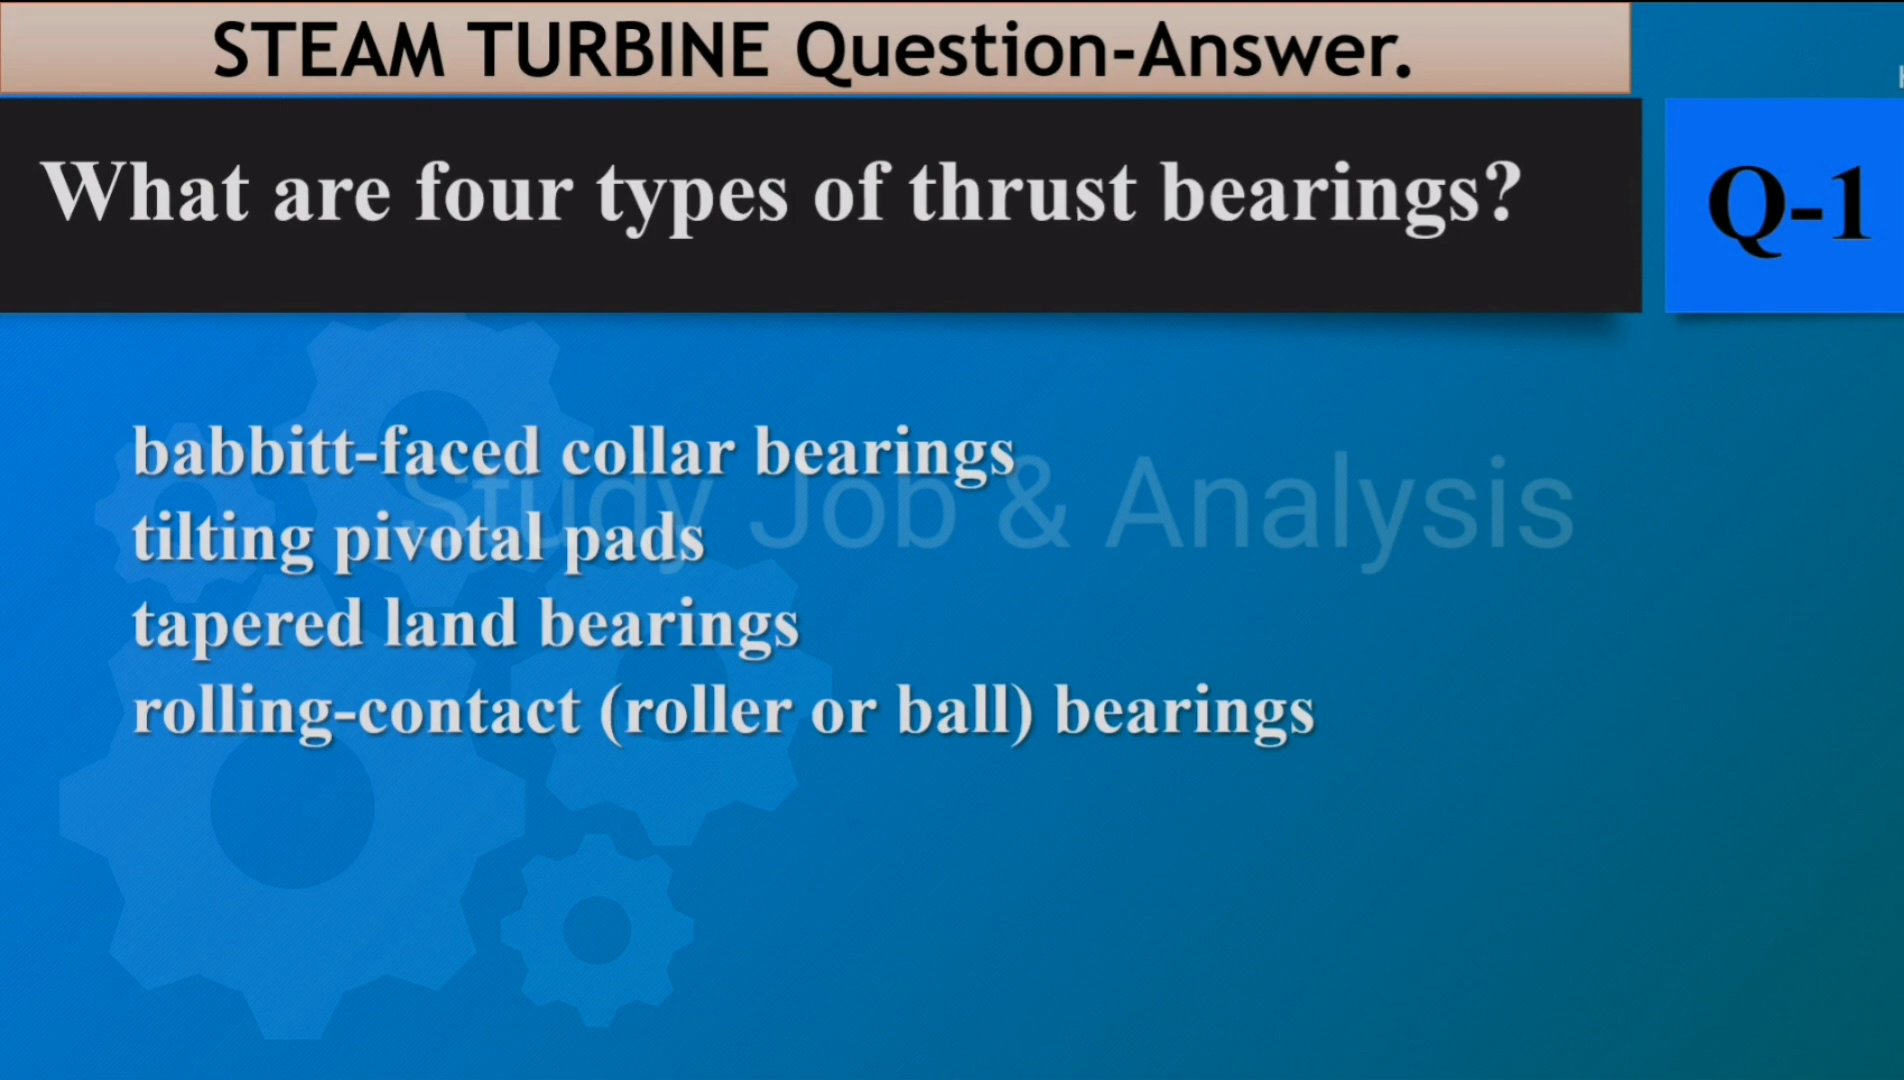 STEAM TURBINE Question-Answer.
What are four types of thrust bearings?
Q-1
babbitt-faced collar bearings
tilting pivotal pads
tapered land bearings
rolling-contact (roller or ball) bearings
Study Job & Analysis